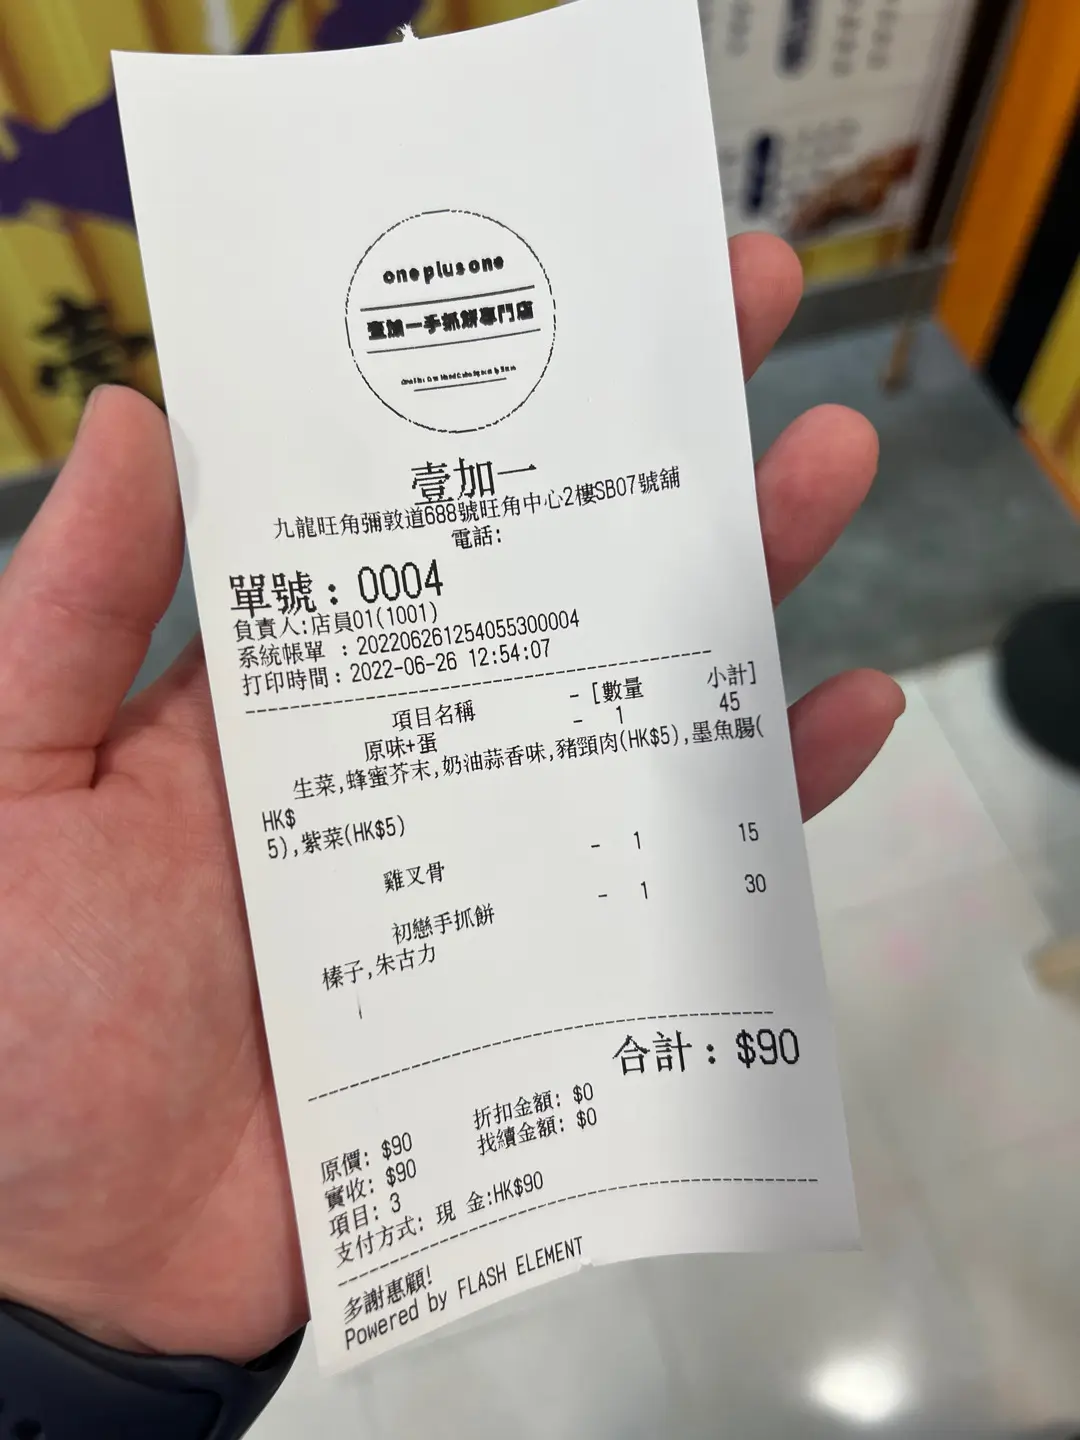 one plus one
壹加一手抓餅專門店
壹加一
九龍旺角彌敦道688號旺角中心2樓SB07號舖
電話:
單號: 0004
負責人:店員01(1001)
系統帳單 : 202206261254055300004
打印時間: 2022-06-26 12:54:07
項目名稱 - [數量 小計]
原味+蛋 - 1 45
生菜,蜂蜜芥末,奶油蒜香味,豬頸肉(HK$5),墨魚腸(
HK$
5),紫菜(HK$5)
雞叉骨 - 1 15
初戀手抓餅 - 1 30
榛子,朱古力
合計: $90
原價: $90 折扣金額: $0
實收: $90 找續金額: $0
項目: 3
支付方式: 現 金:HK$90
多謝惠顧!
Powered by FLASH ELEMENT
壹